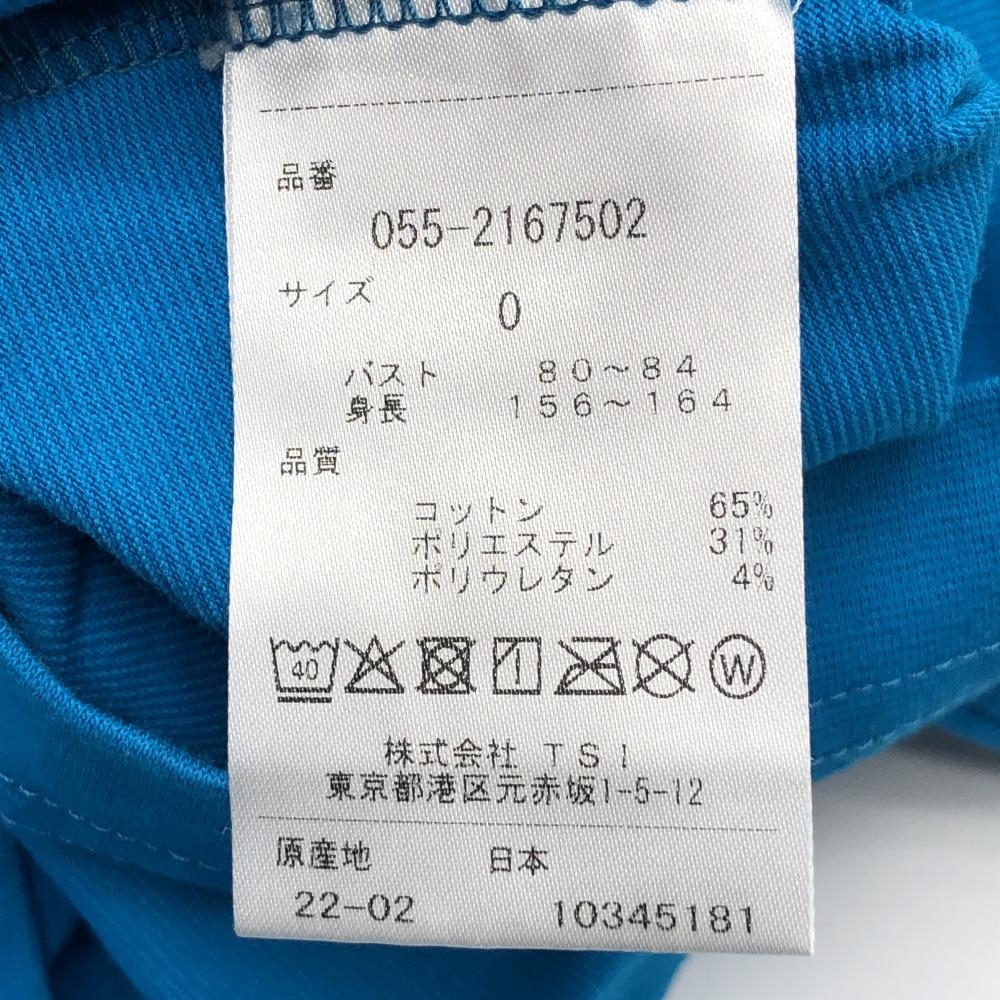 品番
055-2167502
サイズ 0
バスト 80～84
身長 156～164
品質
コットン 65%
ポリエステル 31%
ポリウレタン 4%
40 W
株式会社 TSI
東京都港区元赤坂1-5-12
原産地 日本
22-02 10345181